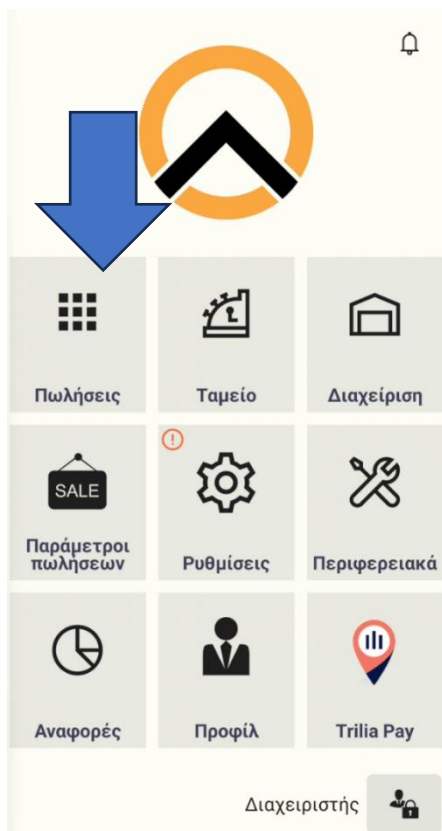 Πωλήσεις
Ταμείο
Διαχείριση
SALE
Παράμετροι
πωλήσεων
Ρυθμίσεις
Περιφερειακά
Αναφορές
Προφίλ
Trilia Pay
Διαχειριστής